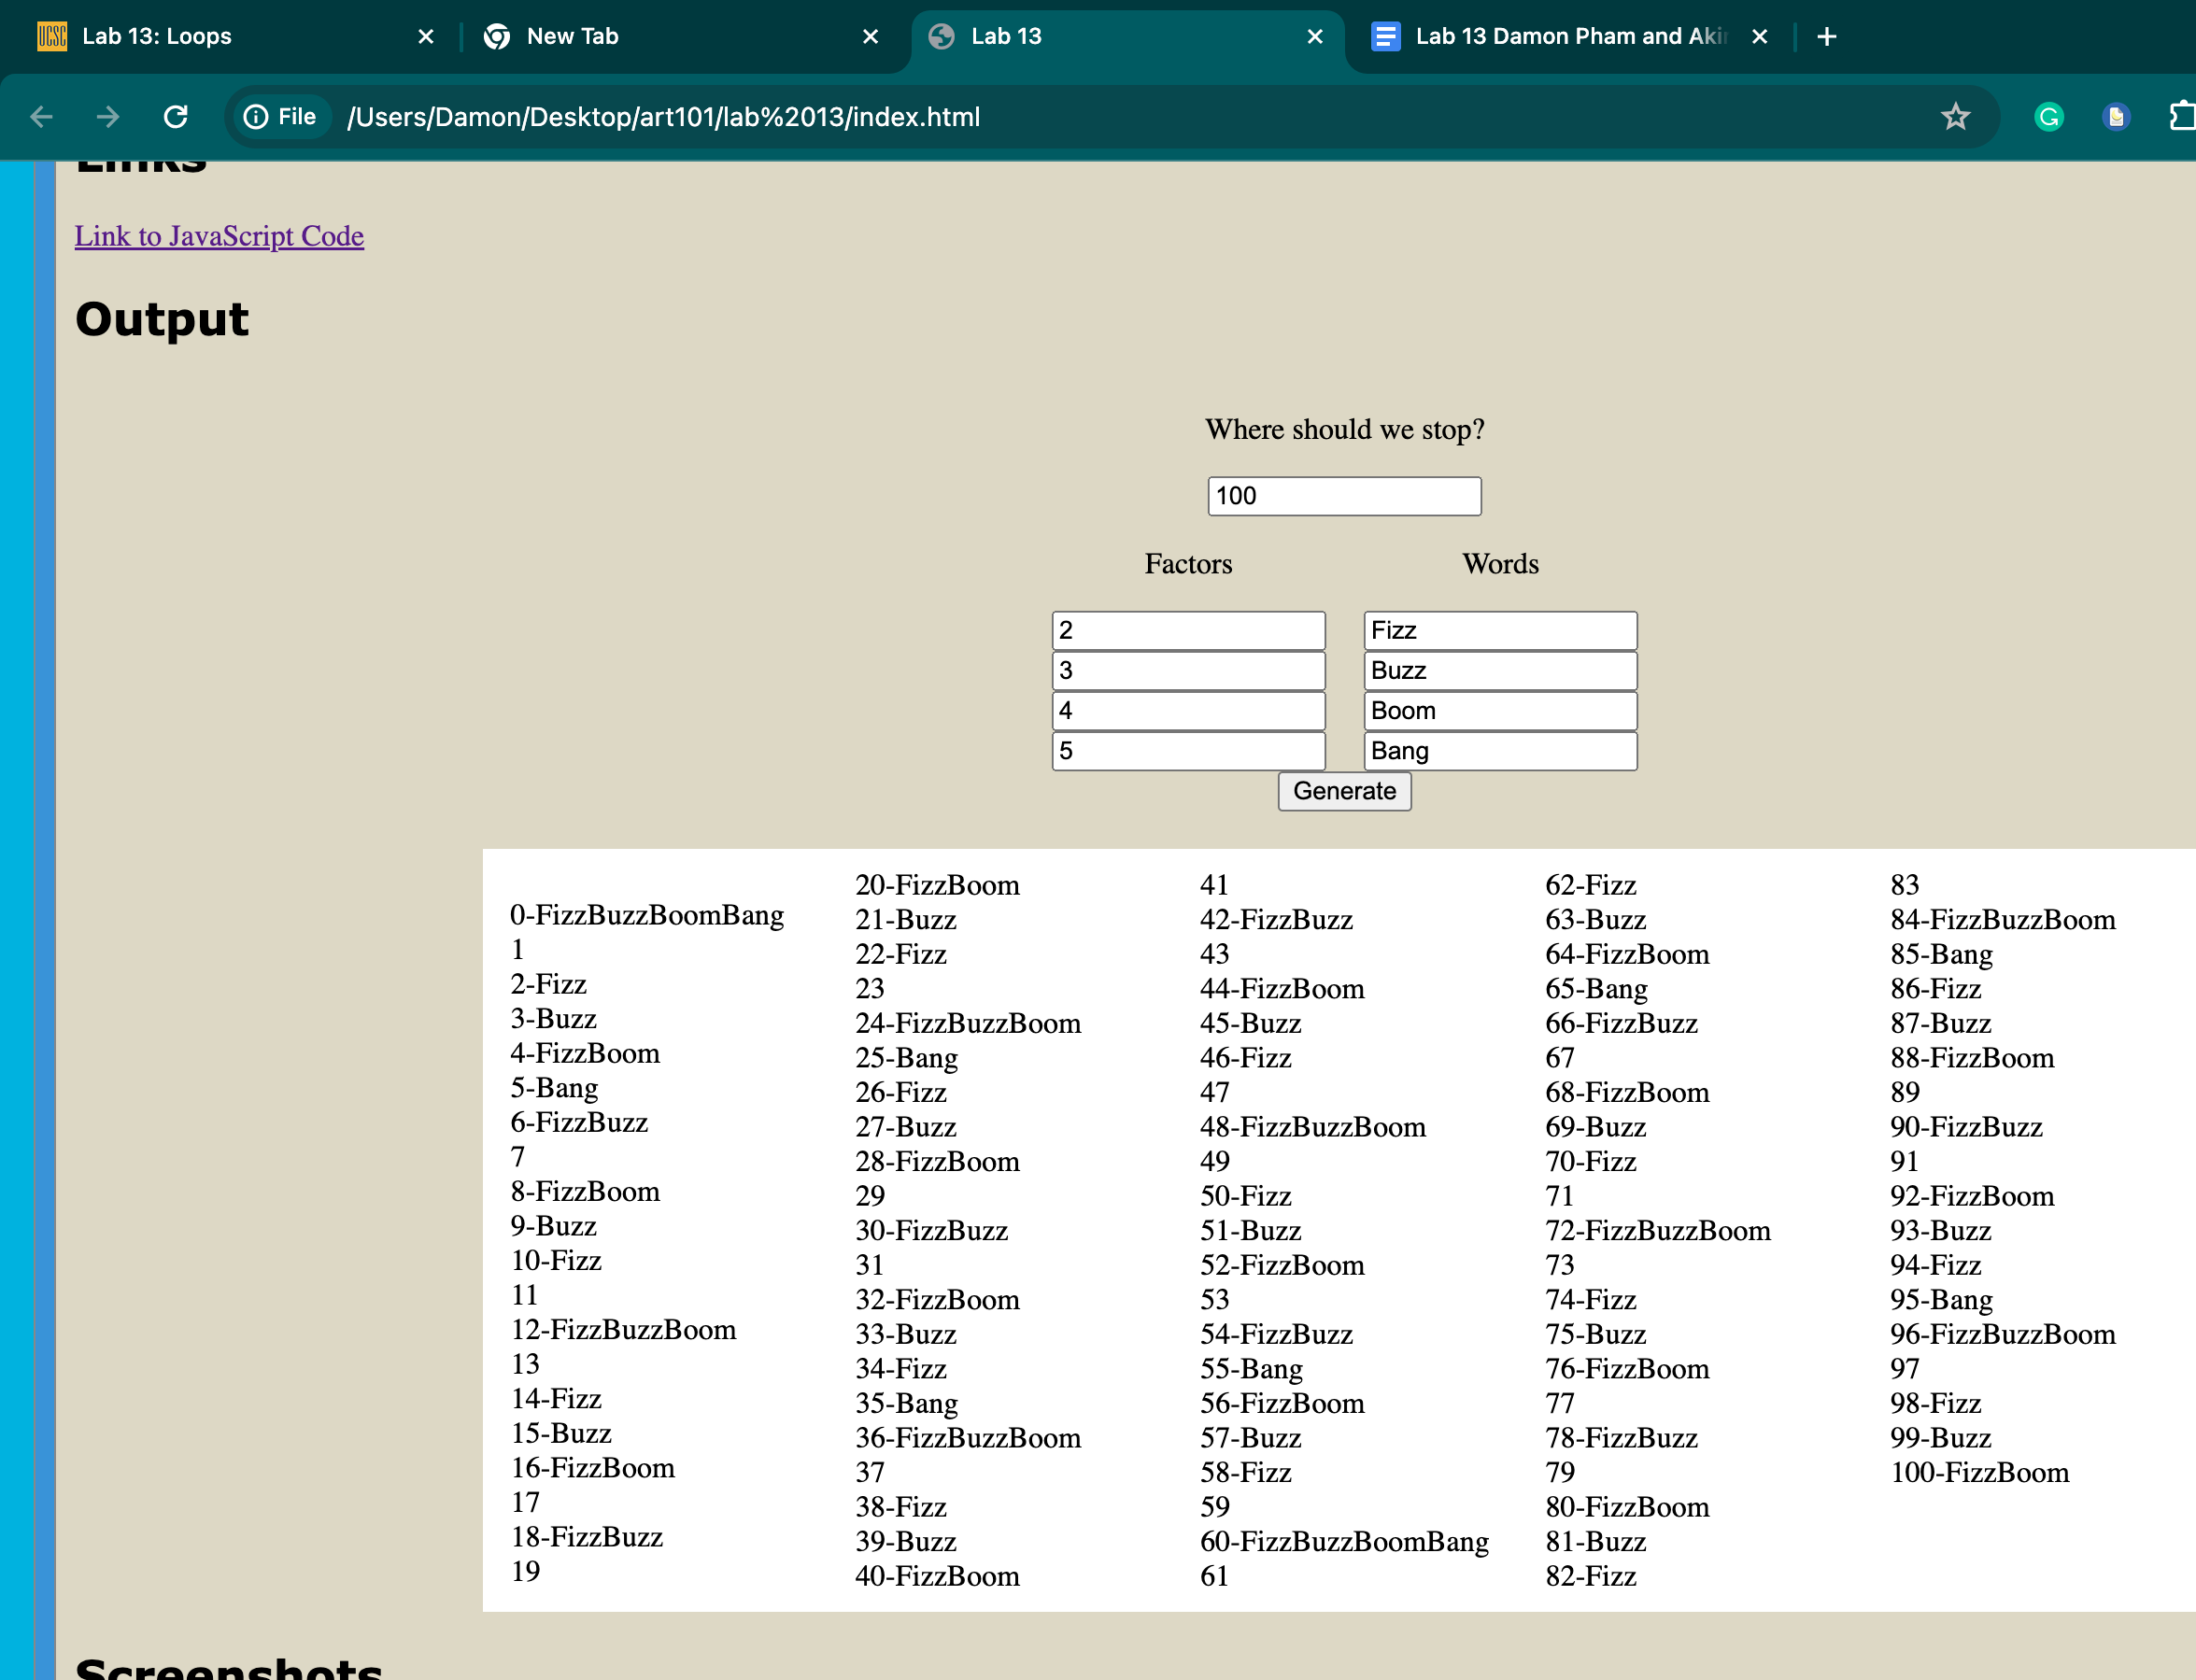 UCSC Lab 13: Loops
New Tab
Lab 13
Lab 13 Damon Pham and Aki
File /Users/Damon/Desktop/art101/lab%2013/index.html
Links
Link to JavaScript Code
Output
Where should we stop?
100
Factors Words
2 Fizz
3 Buzz
4 Boom
5 Bang
Generate
0-FizzBuzzBoomBang
1
2-Fizz
3-Buzz
4-FizzBoom
5-Bang
6-FizzBuzz
7
8-FizzBoom
9-Buzz
10-Fizz
11
12-FizzBuzzBoom
13
14-Fizz
15-Buzz
16-FizzBoom
17
18-FizzBuzz
19
20-FizzBoom
21-Buzz
22-Fizz
23
24-FizzBuzzBoom
25-Bang
26-Fizz
27-Buzz
28-FizzBoom
29
30-FizzBuzz
31
32-FizzBoom
33-Buzz
34-Fizz
35-Bang
36-FizzBuzzBoom
37
38-Fizz
39-Buzz
40-FizzBoom
41
42-FizzBuzz
43
44-FizzBoom
45-Buzz
46-Fizz
47
48-FizzBuzzBoom
49
50-Fizz
51-Buzz
52-FizzBoom
53
54-FizzBuzz
55-Bang
56-FizzBoom
57-Buzz
58-Fizz
59
60-FizzBuzzBoomBang
61
62-Fizz
63-Buzz
64-FizzBoom
65-Bang
66-FizzBuzz
67
68-FizzBoom
69-Buzz
70-Fizz
71
72-FizzBuzzBoom
73
74-Fizz
75-Buzz
76-FizzBoom
77
78-FizzBuzz
79
80-FizzBoom
81-Buzz
82-Fizz
83
84-FizzBuzzBoom
85-Bang
86-Fizz
87-Buzz
88-FizzBoom
89
90-FizzBuzz
91
92-FizzBoom
93-Buzz
94-Fizz
95-Bang
96-FizzBuzzBoom
97
98-Fizz
99-Buzz
100-FizzBoom
Screenshots